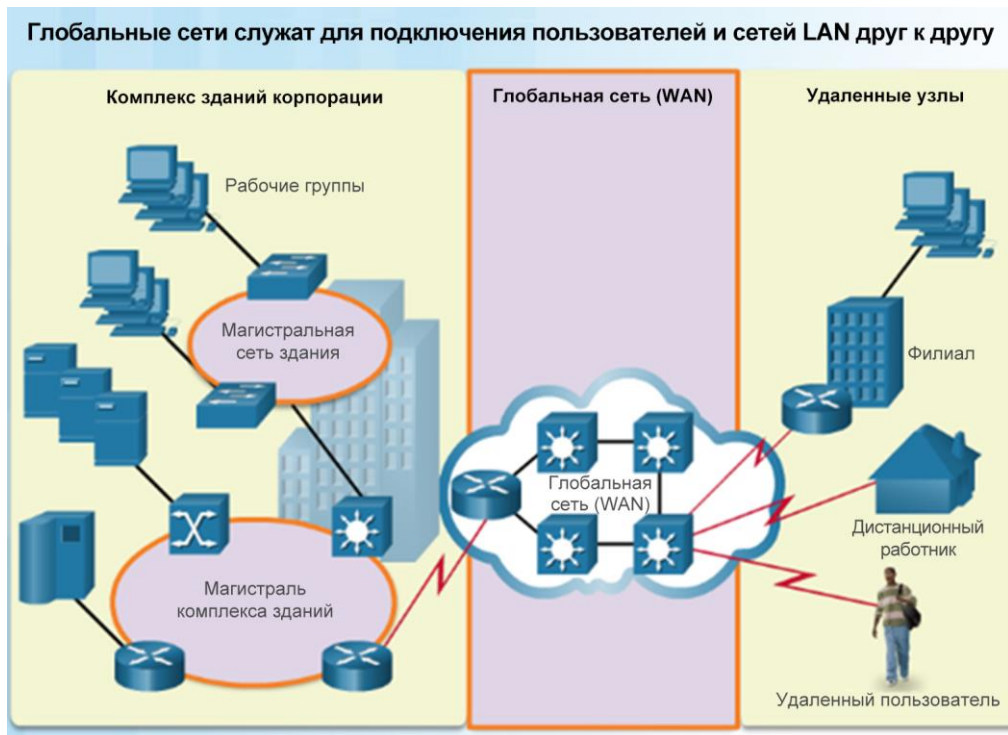 Глобальные сети служат для подключения пользователей и сетей LAN друг к другу
Комплекс зданий корпорации
Глобальная сеть (WAN)
Удаленные узлы
Рабочие группы
Магистральная
сеть здания
Филиал
Глобальная
сеть (WAN)
Дистанционный
работник
Магистраль
комплекса зданий
Удаленный пользователь